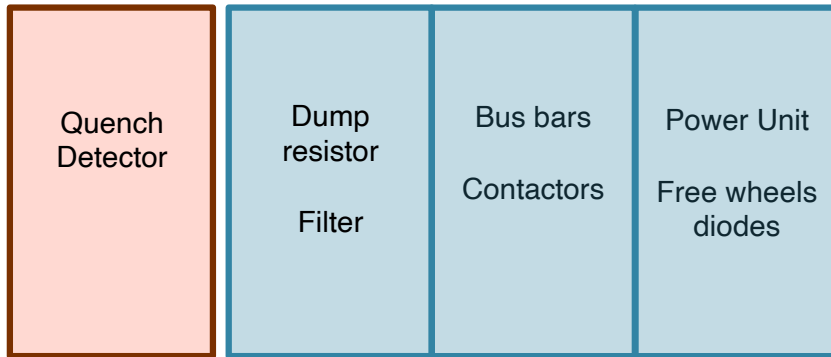 Quench
Detector
Dump
resistor
Filter
Bus bars
Contactors
Power Unit
Free wheels
diodes